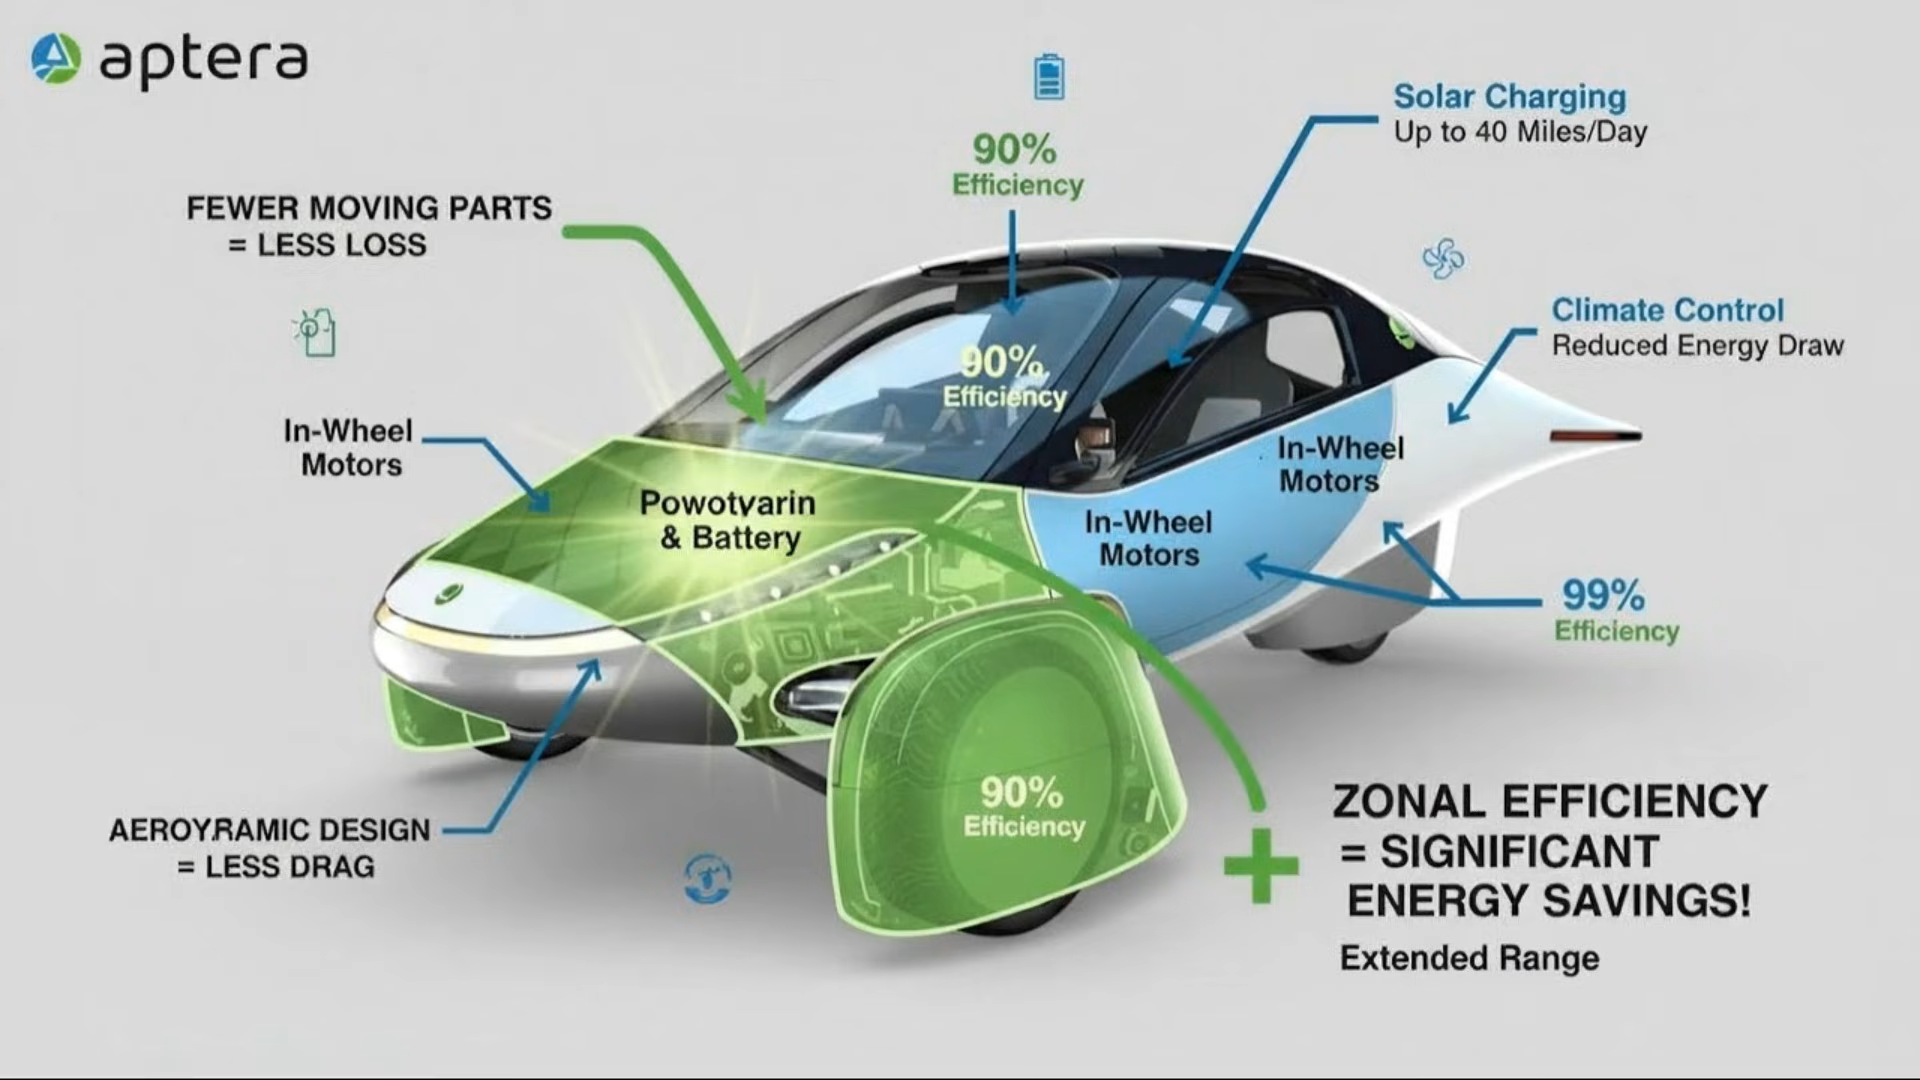 aptera
90%
Efficiency
Solar Charging
Up to 40 Miles/Day
FEWER MOVING PARTS
= LESS LOSS
Climate Control
Reduced Energy Draw
90%
Efficiency
In-Wheel
Motors
In-Wheel
Motors
Powotvarin
& Battery
In-Wheel
Motors
99%
Efficiency
90%
Efficiency
AEROYRAMIC DESIGN
= LESS DRAG
ZONAL EFFICIENCY
= SIGNIFICANT
ENERGY SAVINGS!
Extended Range